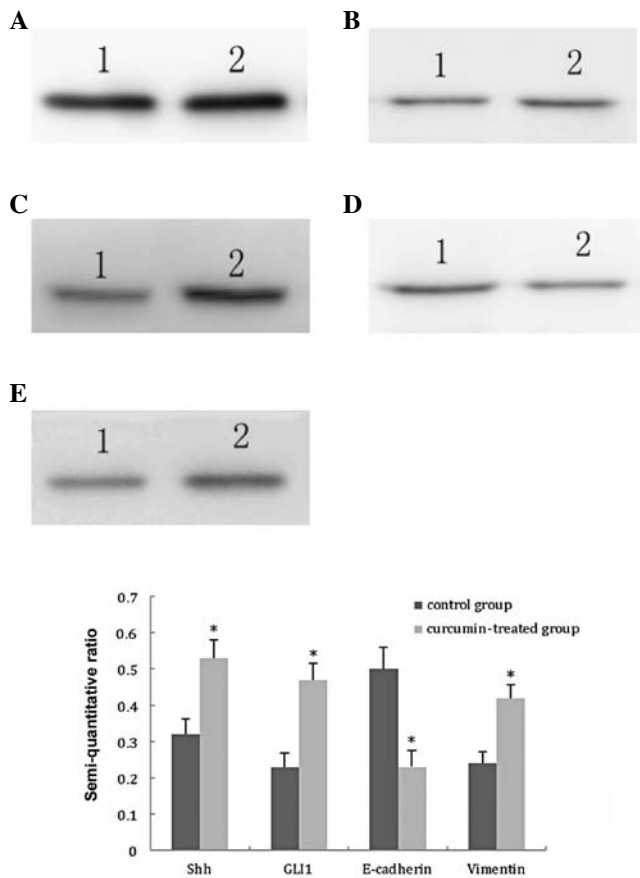 A
B
1 2
1 2
C
D
1 2
1 2
E
1 2
0.7
0.6
0.5
0.4
0.3
0.2
0.1
0
Semi-quantitative ratio
control group
curcumin-treated group
*
*
*
*
Shh GLI1 E-cadherin Vimentin